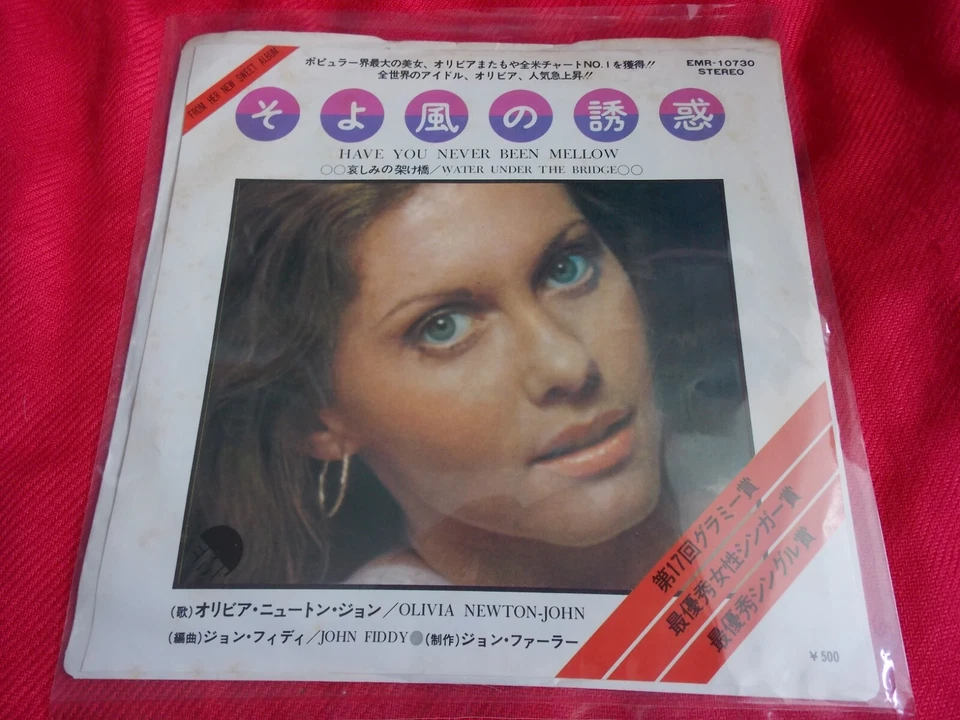 FROM HER NEW SWEET ALBUM
ポピュラー界最大の美女、オリビアまたもや全米チャートNO.1を獲得!!
全世界のアイドル、オリビア、人気急上昇!!
EMR-10730
STEREO
そよ風の誘惑
HAVE YOU NEVER BEEN MELLOW
○○哀しみの架け橋/WATER UNDER THE BRIDGE○○
第17回グラミー賞
最優秀女性シンガー賞
最優秀シングル賞
EMI
(歌)オリビア・ニュートン・ジョン/OLIVIA NEWTON-JOHN
(編曲)ジョン・フィディ/JOHN FIDDY●(制作)ジョン・ファーラー
¥500